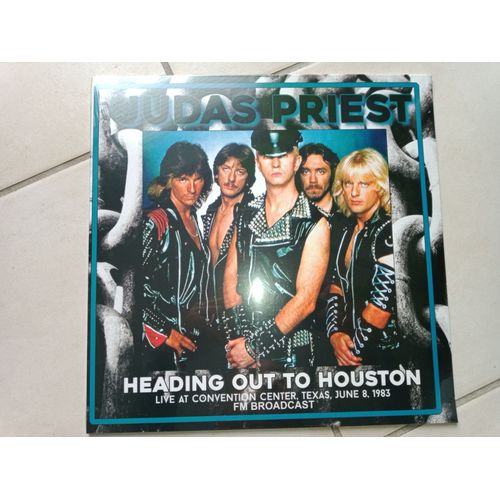 JUDAS PRIEST
HEADING OUT TO HOUSTON
LIVE AT CONVENTION CENTER, TEXAS, JUNE 8, 1983
FM BROADCAST